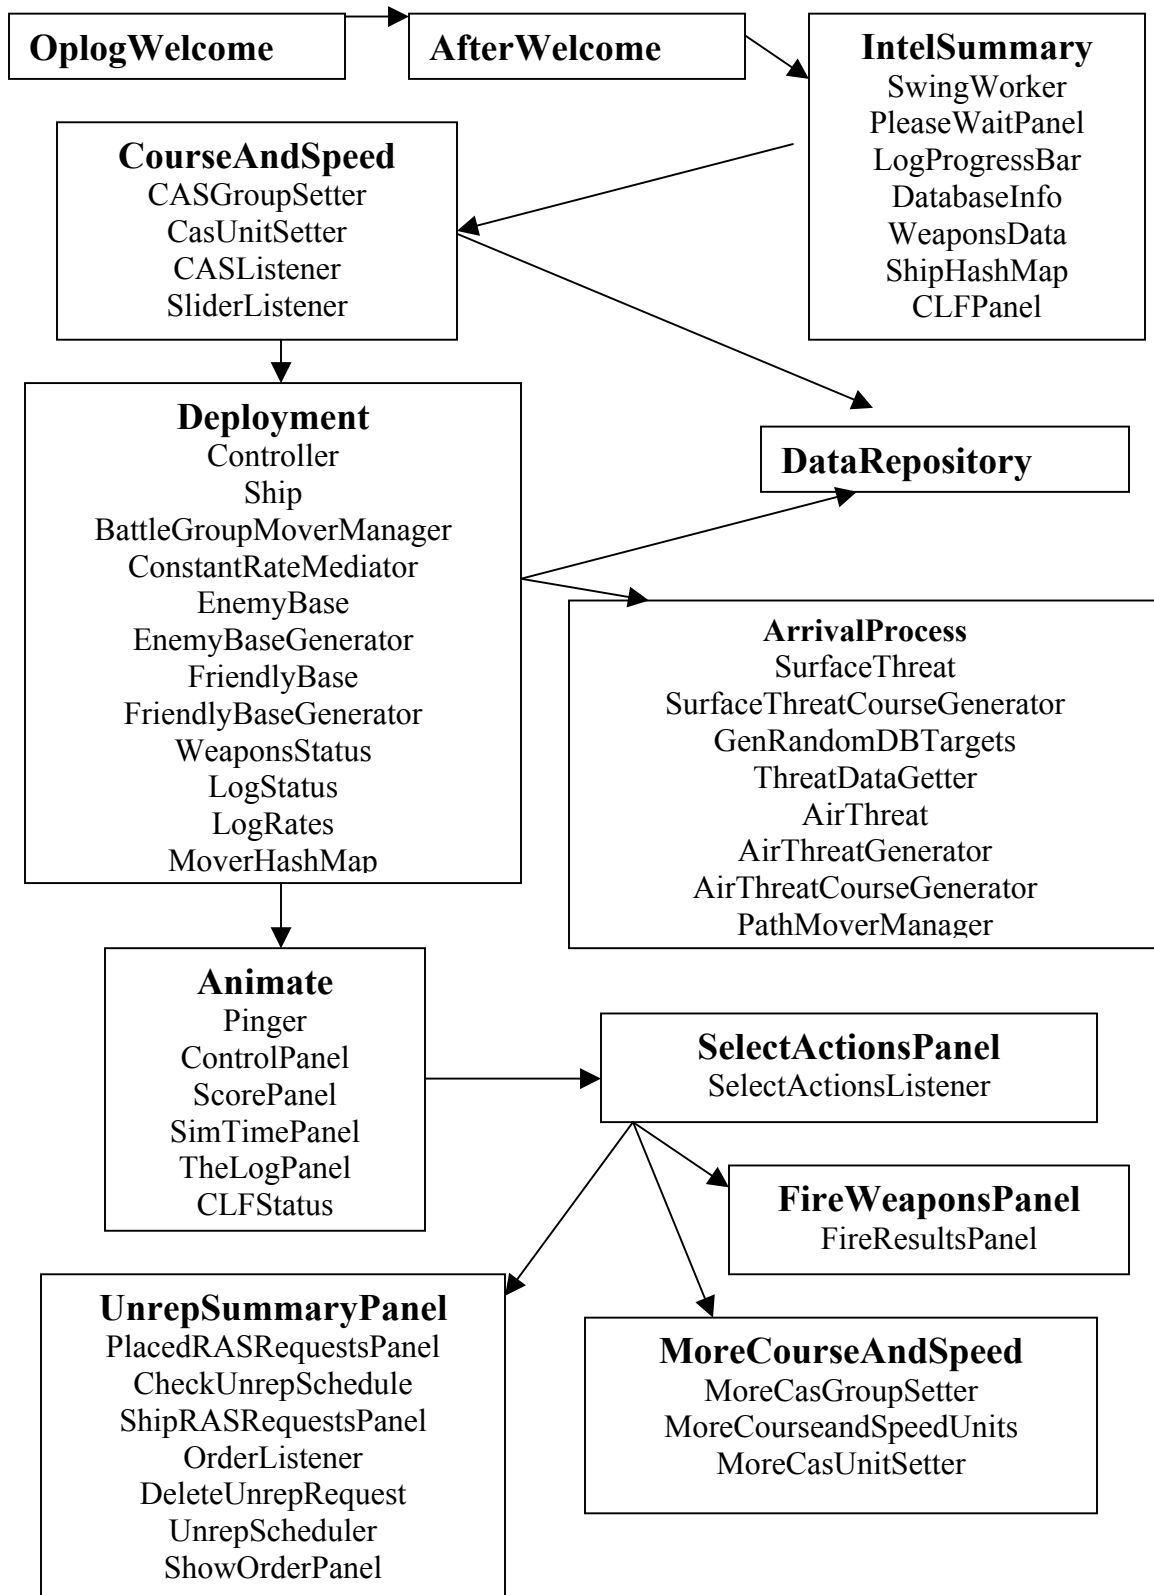 OplogWelcome
AfterWelcome
IntelSummary
SwingWorker
PleaseWaitPanel
LogProgressBar
DatabaseInfo
WeaponsData
ShipHashMap
CLFPanel
CourseAndSpeed
CASGroupSetter
CasUnitSetter
CASListener
SliderListener
Deployment
Controller
Ship
BattleGroupMoverManager
ConstantRateMediator
EnemyBase
EnemyBaseGenerator
FriendlyBase
FriendlyBaseGenerator
WeaponsStatus
LogStatus
LogRates
MoverHashMap
DataRepository
ArrivalProcess
SurfaceThreat
SurfaceThreatCourseGenerator
GenRandomDBTargets
ThreatDataGetter
AirThreat
AirThreatGenerator
AirThreatCourseGenerator
PathMoverManager
Animate
Pinger
ControlPanel
ScorePanel
SimTimePanel
TheLogPanel
CLFStatus
SelectActionsPanel
SelectActionsListener
FireWeaponsPanel
FireResultsPanel
UnrepSummaryPanel
PlacedRASRequestsPanel
CheckUnrepSchedule
ShipRASRequestsPanel
OrderListener
DeleteUnrepRequest
UnrepScheduler
ShowOrderPanel
MoreCourseAndSpeed
MoreCasGroupSetter
MoreCourseandSpeedUnits
MoreCasUnitSetter